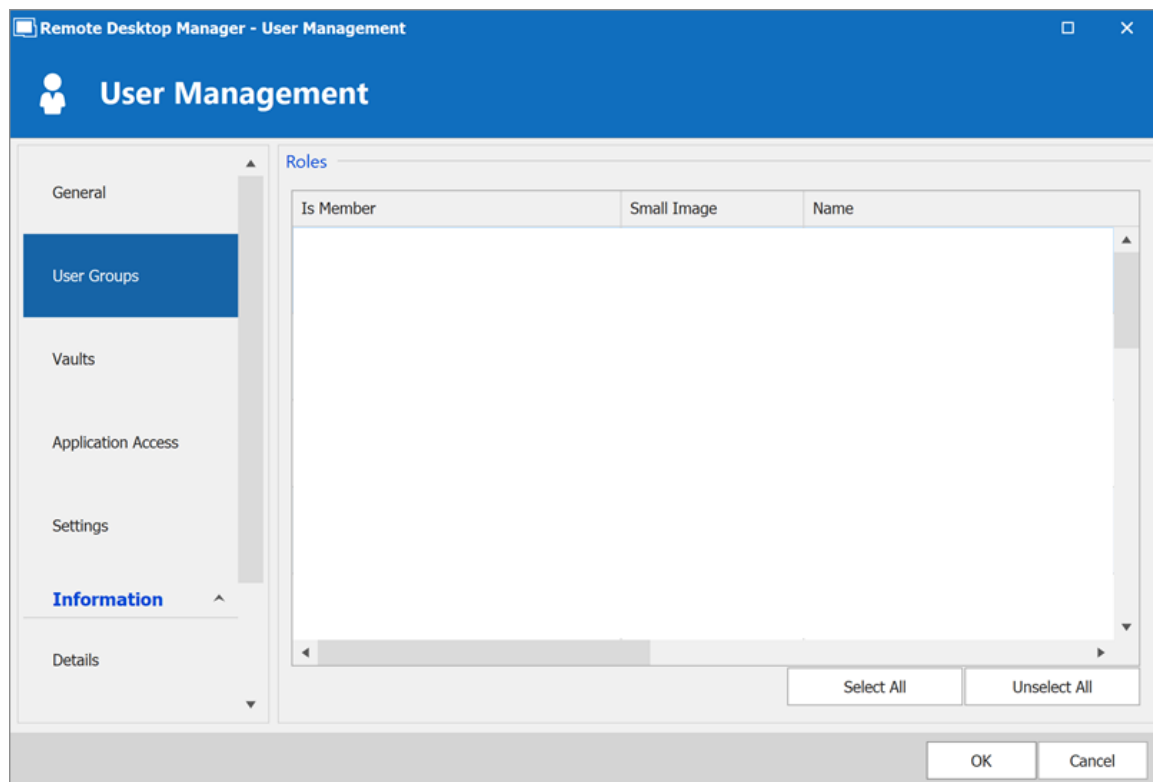 Remote Desktop Manager - User Management
User Management
General
User Groups
Vaults
Application Access
Settings
Information
Details
Roles
Is Member Small Image Name
Select All Unselect All
OK Cancel